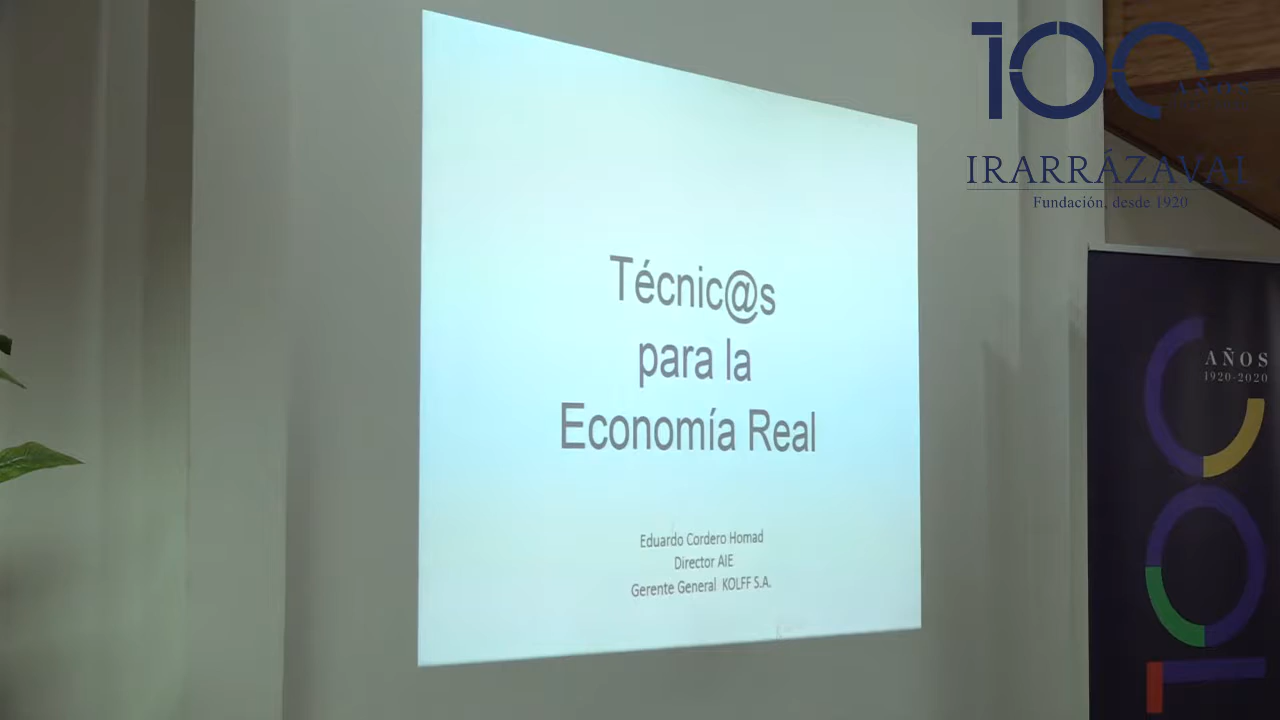 Técnic@s
para la
Economía Real
Eduardo Cordero Homad
Director AIE
Gerente General KOLFF S.A.
100
AÑOS
IRARRÁZAVAL
Fundación, desde 1920
AÑOS
1920-2020
100